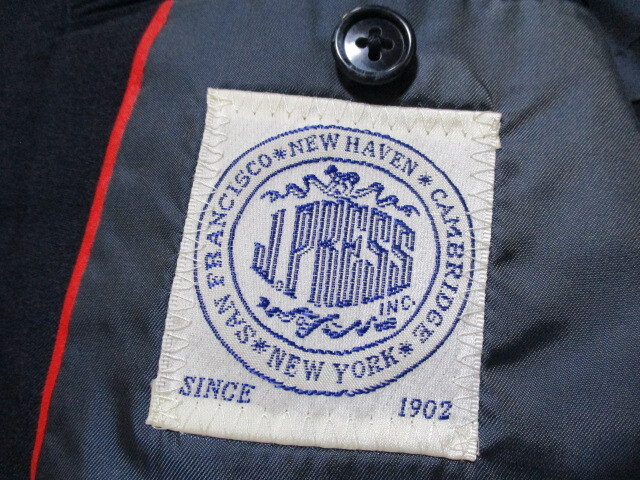 SAN FRANCISCO * NEW HAVEN * CAMBRIDGE * NEW YORK *
J. PRESS
INC.
SINCE 1902